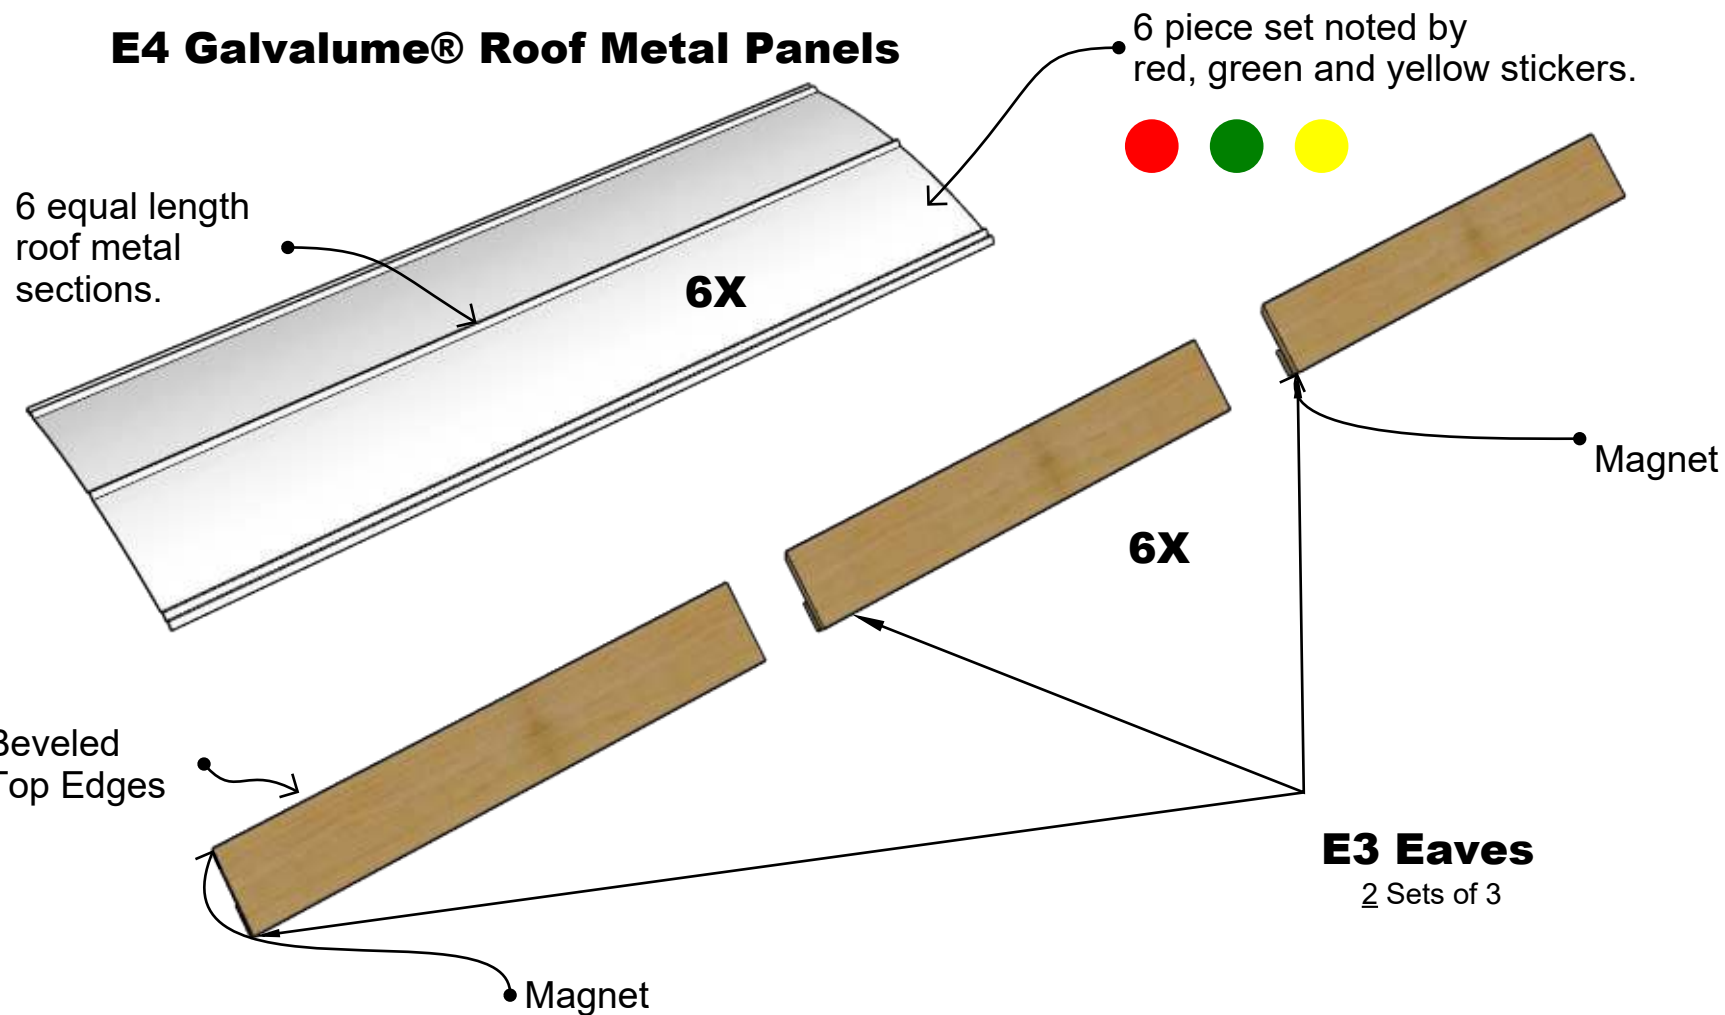 E4 Galvalume® Roof Metal Panels
6 piece set noted by
red, green and yellow stickers.
6 equal length
roof metal
sections.
6X
Magnet
6X
Beveled
Top Edges
E3 Eaves
2 Sets of 3
Magnet